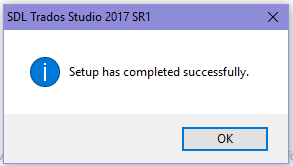 SDL Trados Studio 2017 SR1
Setup has completed successfully.
OK